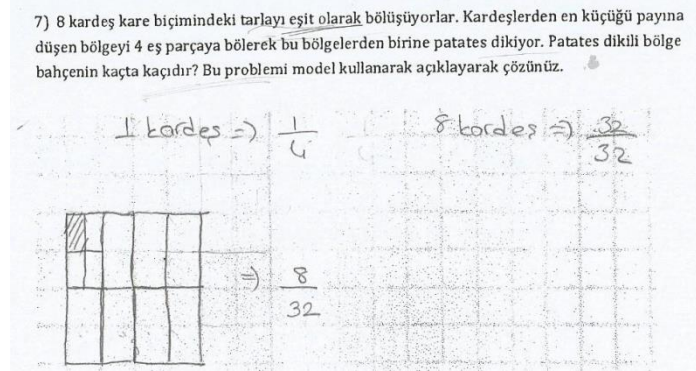 7) 8 kardeş kare biçimindeki tarlayı eşit olarak bölüşüyorlar. Kardeşlerden en küçüğü payına
düşen bölgeyi 4 eş parçaya bölerek bu bölgelerden birine patates dikiyor. Patates dikili bölge
bahçenin kaçta kaçıdır? Bu problemi model kullanarak açıklayarak çözünüz.
1 kardeş => 1/4
8 kardeş => 32/32
=> 8/32